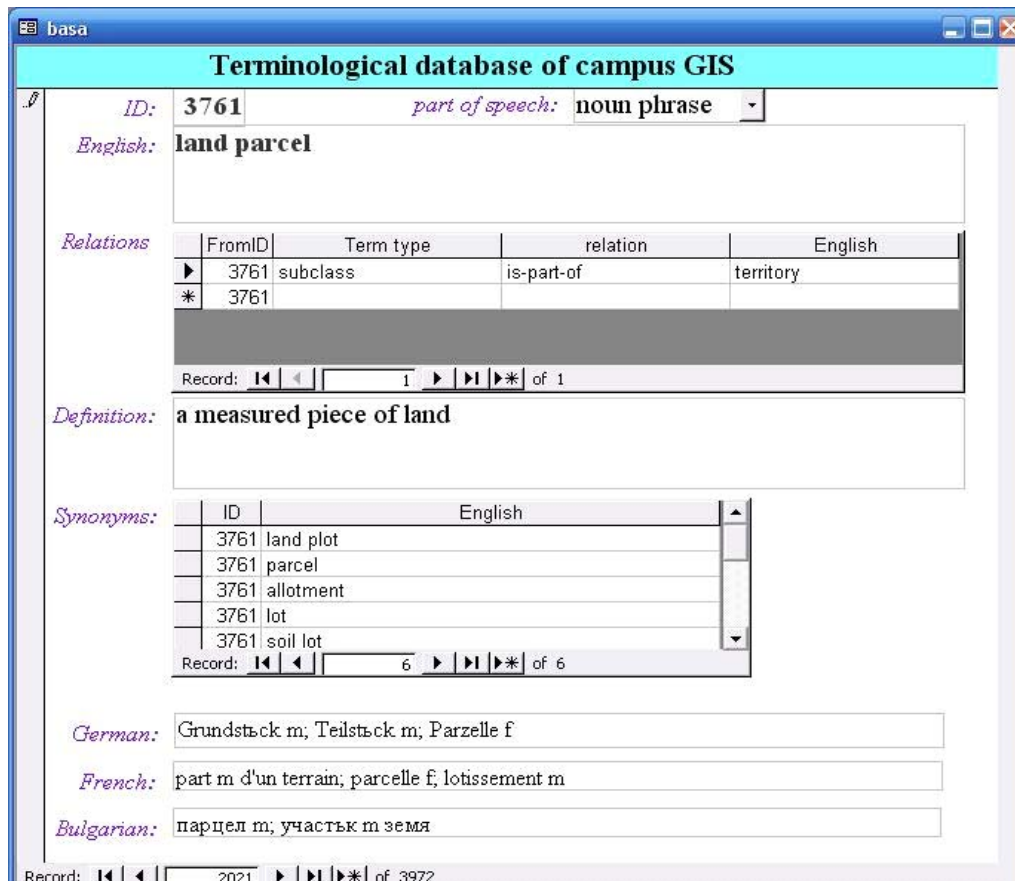 basa
Terminological database of campus GIS
ID: 3761 part of speech: noun phrase
English: land parcel
Relations
FromID Term type relation English
3761 subclass is-part-of territory
3761
Record: 1 of 1
Definition: a measured piece of land
Synonyms:
ID English
3761 land plot
3761 parcel
3761 allotment
3761 lot
3761 soil lot
Record: 6 of 6
German: Grundstьck m; Teilstьck m; Parzelle f
French: part m d'un terrain; parcelle f; lotissement m
Bulgarian: парцел m; участьк m земя
Record: 2021 of 3972